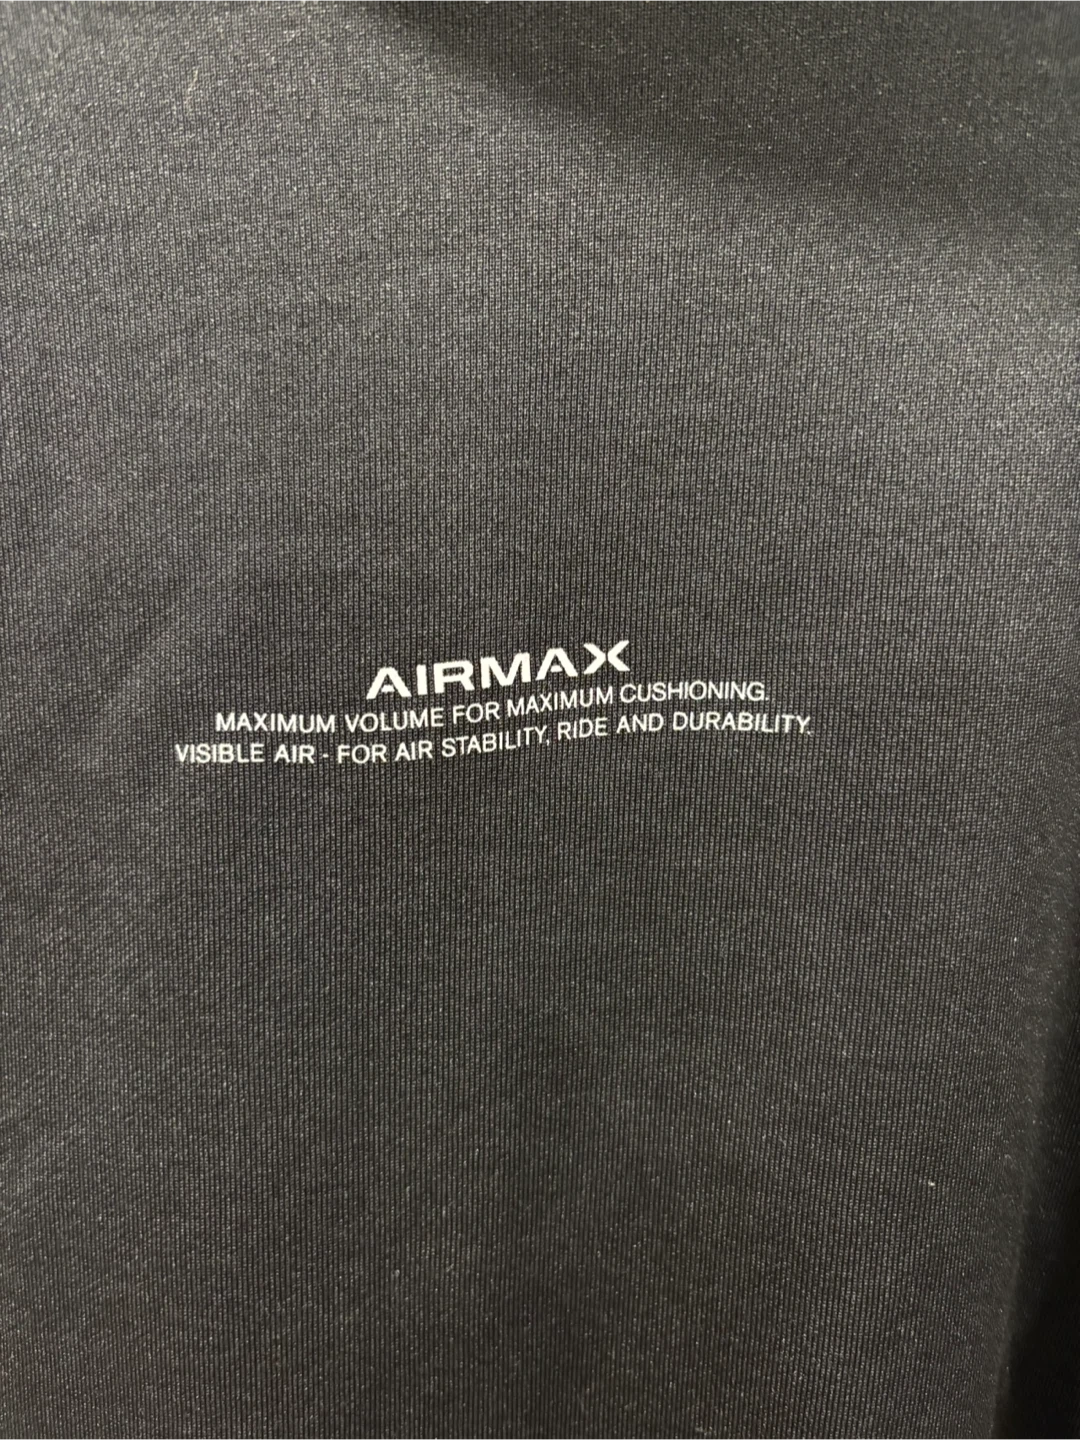 AIRMAX
MAXIMUM VOLUME FOR MAXIMUM CUSHIONING.
VISIBLE AIR - FOR AIR STABILITY, RIDE AND DURABILITY.